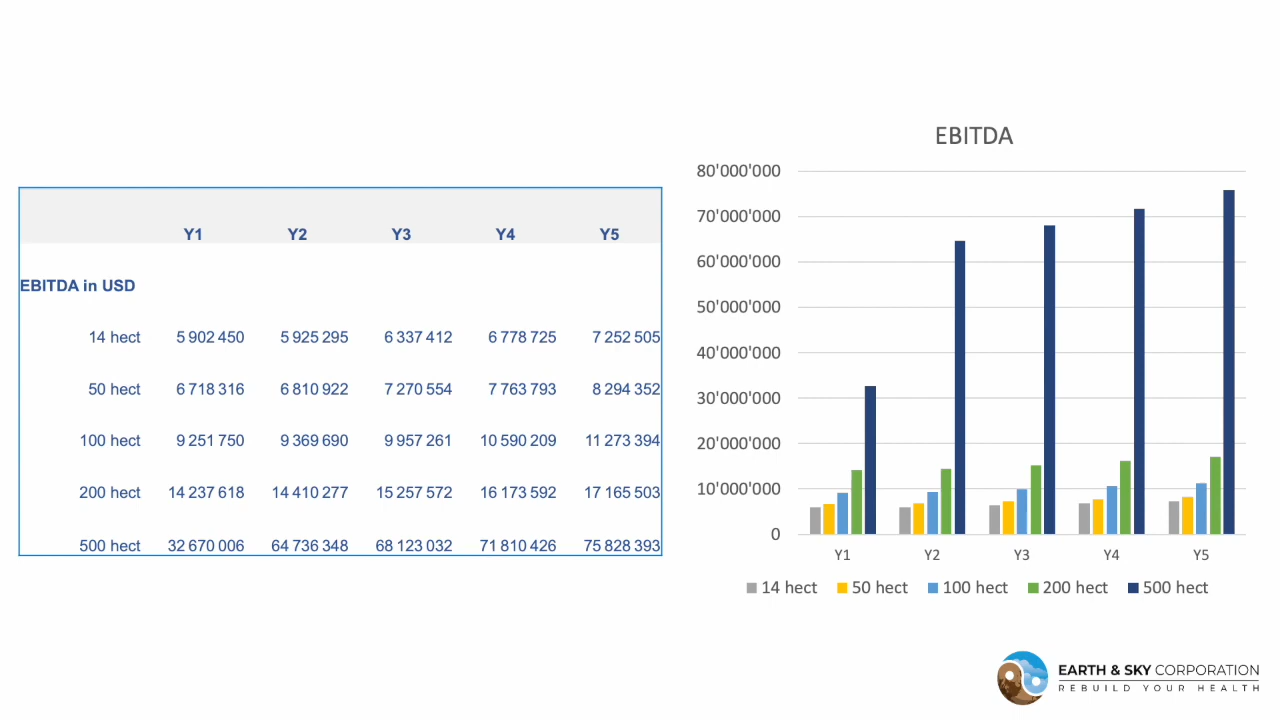 Y1 Y2 Y3 Y4 Y5
EBITDA in USD
14 hect 5 902 450 5 925 295 6 337 412 6 778 725 7 252 505
50 hect 6 718 316 6 810 922 7 270 554 7 763 793 8 294 352
100 hect 9 251 750 9 369 690 9 957 261 10 590 209 11 273 394
200 hect 14 237 618 14 410 277 15 257 572 16 173 592 17 165 503
500 hect 32 670 006 64 736 348 68 123 032 71 810 426 75 828 393
EBITDA
80'000'000
70'000'000
60'000'000
50'000'000
40'000'000
30'000'000
20'000'000
10'000'000
0
Y1 Y2 Y3 Y4 Y5
14 hect 50 hect 100 hect 200 hect 500 hect
EARTH & SKY CORPORATION
REBUILD YOUR HEALTH